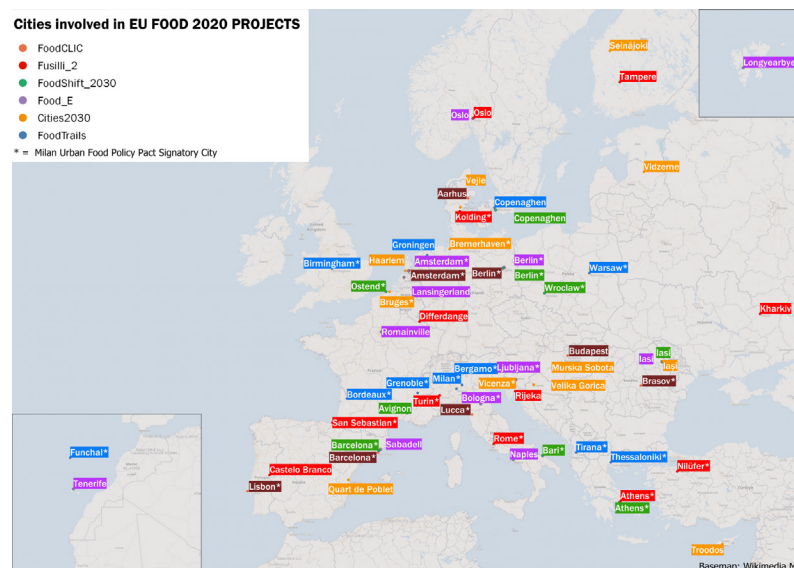 Cities involved in EU FOOD 2020 PROJECTS
FoodCLIC
Fusilli_2
FoodShift_2030
Food_E
Cities2030
FoodTrails
* = Milan Urban Food Policy Pact Signatory City
Seinäjoki
Longyearbye
Tampere
Oslo
Oslo
Vidzeme
Vejle
Aarhus
Copenaghen
Kolding*
Copenaghen
Groningen
Bremerhaven*
Haarlem
Amsterdam*
Berlin*
Birmingham*
Warsaw*
Amsterdam*
Berlin*
Berlin*
Ostend*
Lansingerland
Wroclaw*
Bruges*
Kharkiv
Differdange
Romainville
Budapest
Iasi
Iasi
Iași
Bergamo*
Ljubljana*
Murska Sobota
Milan*
Grenoble*
Vicenza*
Velika Gorica
Brasov*
Bordeaux*
Turin*
Bologna*
Rijeka
Avignon
Lucca*
San Sebastian*
Rome*
Barcelona*
Sabadell
Tirana*
Bari*
Funchal*
Barcelona*
Naples
Thessaloniki*
Castelo Branco
Nilüfer*
Tenerife
Lisbon*
Quart de Poblet
Athens*
Athens*
Troodos
Basemap: Wikimedia M